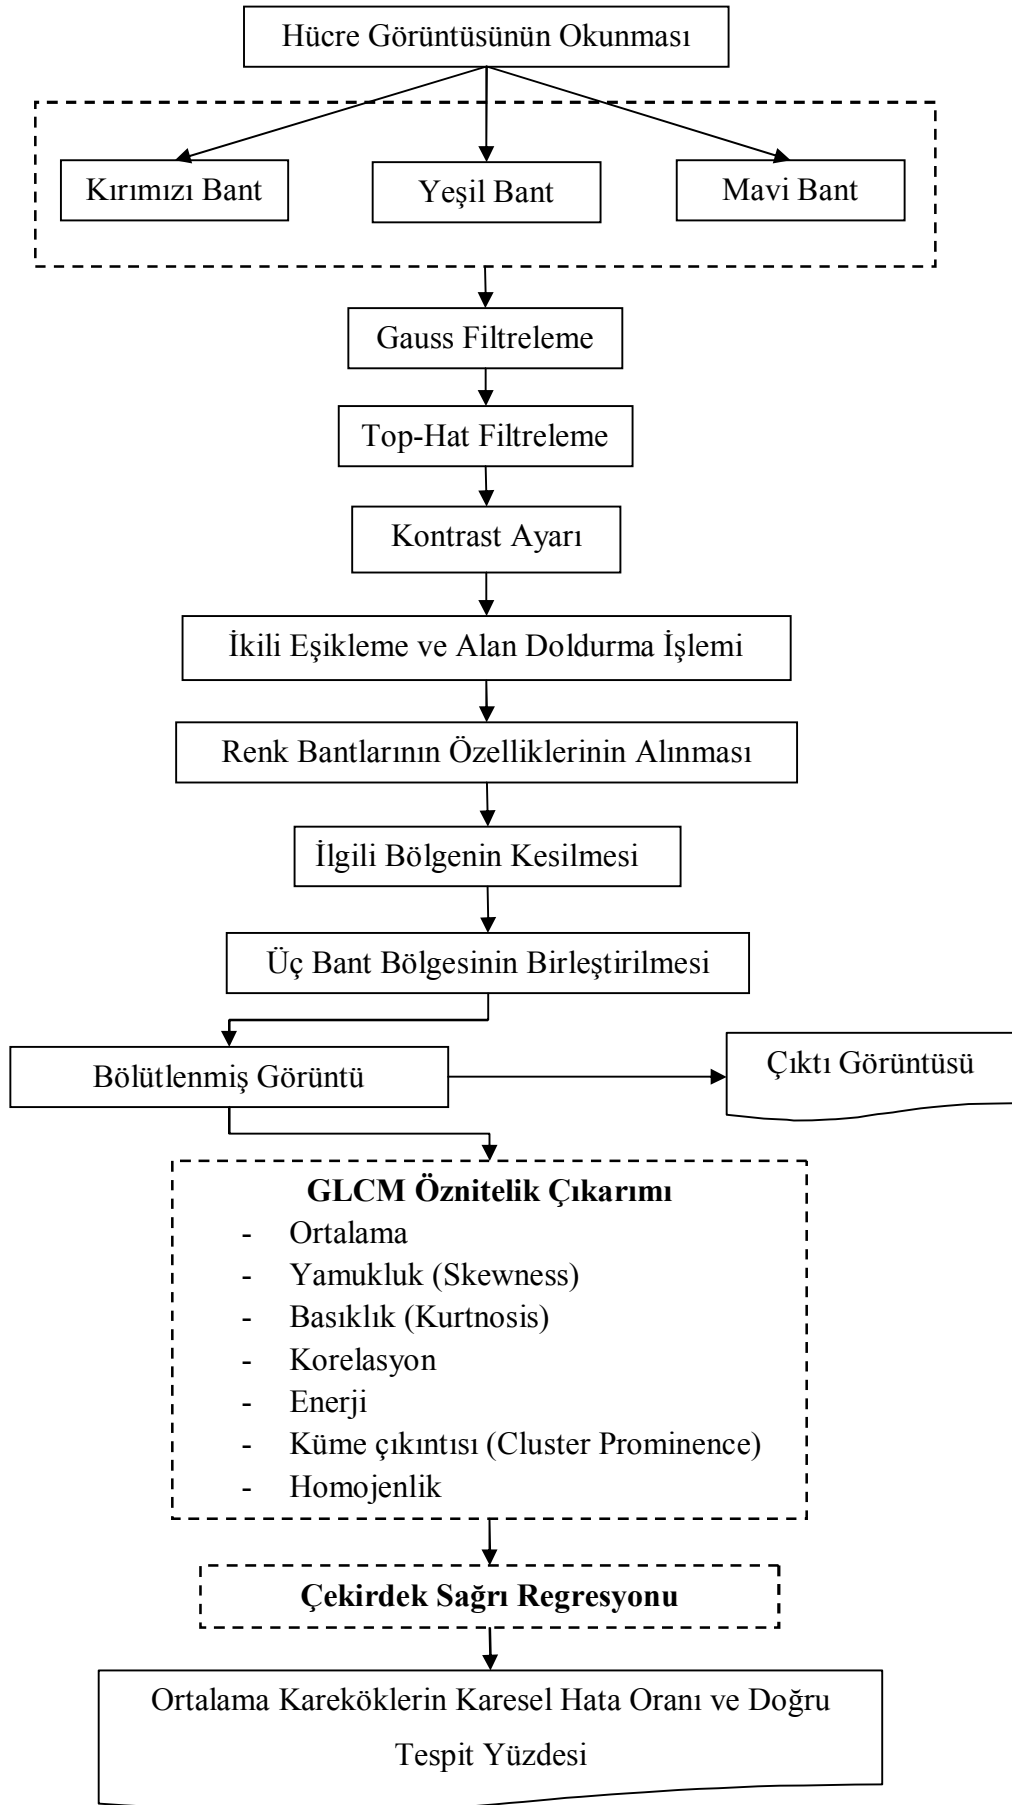 Hücre Görüntüsünün Okunması
Kırımızı Bant
Yeşil Bant
Mavi Bant
Gauss Filtreleme
Top-Hat Filtreleme
Kontrast Ayarı
İkili Eşikleme ve Alan Doldurma İşlemi
Renk Bantlarının Özelliklerinin Alınması
İlgili Bölgenin Kesilmesi
Üç Bant Bölgesinin Birleştirilmesi
Bölütlenmiş Görüntü
Çıktı Görüntüsü
GLCM Öznitelik Çıkarımı
- Ortalama
- Yamukluk (Skewness)
- Basıklık (Kurtnosis)
- Korelasyon
- Enerji
- Küme çıkıntısı (Cluster Prominence)
- Homojenlik
Çekirdek Sağrı Regresyonu
Ortalama Kareköklerin Karesel Hata Oranı ve Doğru
Tespit Yüzdesi